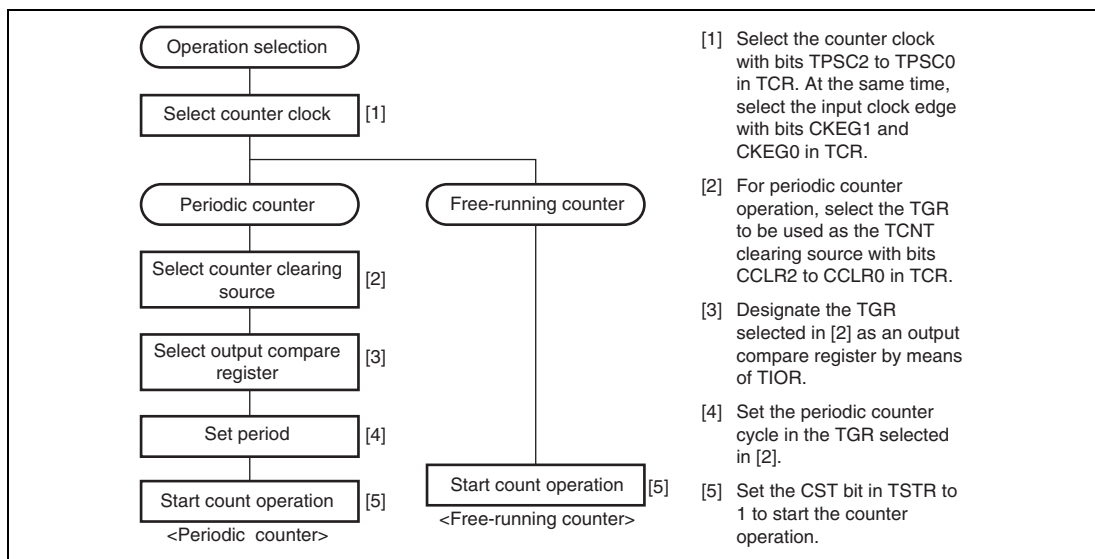 Operation selection
Select counter clock
[1]
Periodic counter
Free-running counter
Select counter clearing
source
[2]
Select output compare
register
[3]
Set period
[4]
Start count operation
[5]
<Periodic counter>
Start count operation
[5]
<Free-running counter>
[1] Select the counter clock
with bits TPSC2 to TPSC0
in TCR. At the same time,
select the input clock edge
with bits CKEG1 and
CKEG0 in TCR.
[2] For periodic counter
operation, select the TGR
to be used as the TCNT
clearing source with bits
CCLR2 to CCLR0 in TCR.
[3] Designate the TGR
selected in [2] as an output
compare register by means
of TIOR.
[4] Set the periodic counter
cycle in the TGR selected
in [2].
[5] Set the CST bit in TSTR to
1 to start the counter
operation.